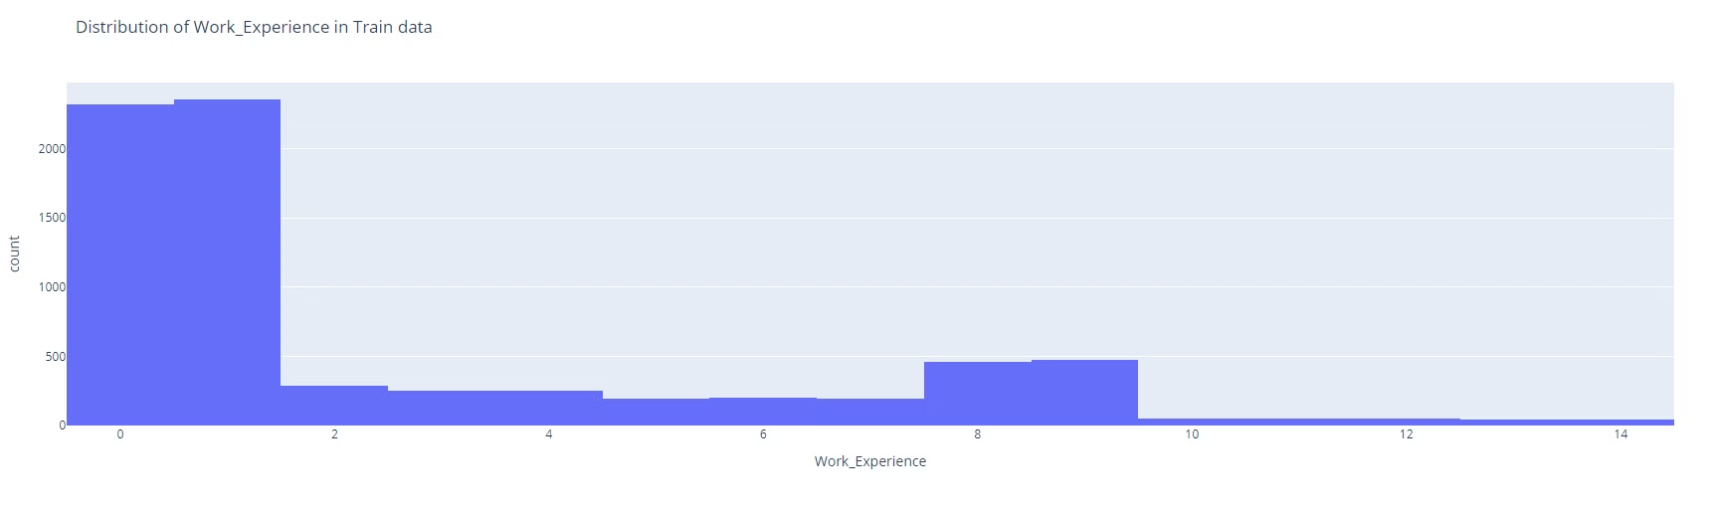 Distribution of Work_Experience in Train data
2000
1500
1000
500
0
count
0 2 4 6 8 10 12 14
Work_Experience